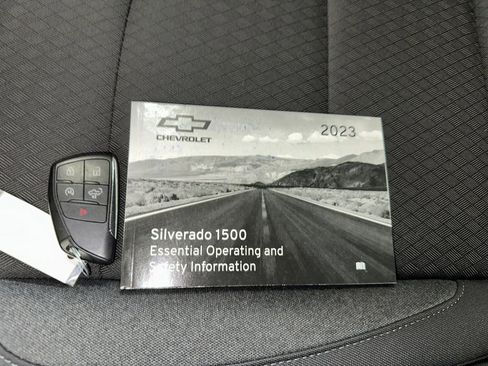 CHEVROLET
2023
Silverado 1500
Essential Operating and
Safety Information